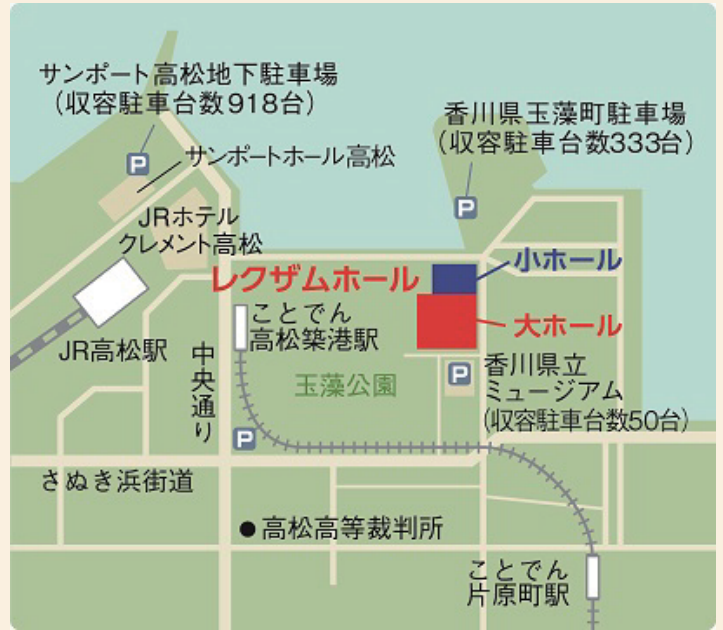 サンポート高松地下駐車場
（収容駐車台数918台）
香川県玉藻町駐車場
（収容駐車台数333台）
P
サンポートホール高松
P
JRホテル
クレメント高松
レクザムホール
小ホール
ことでん
高松築港駅
大ホール
JR高松駅
中央通り
玉藻公園
P
香川県立
ミュージアム
（収容駐車台数50台）
P
さぬき浜街道
●高松高等裁判所
ことでん
片原町駅